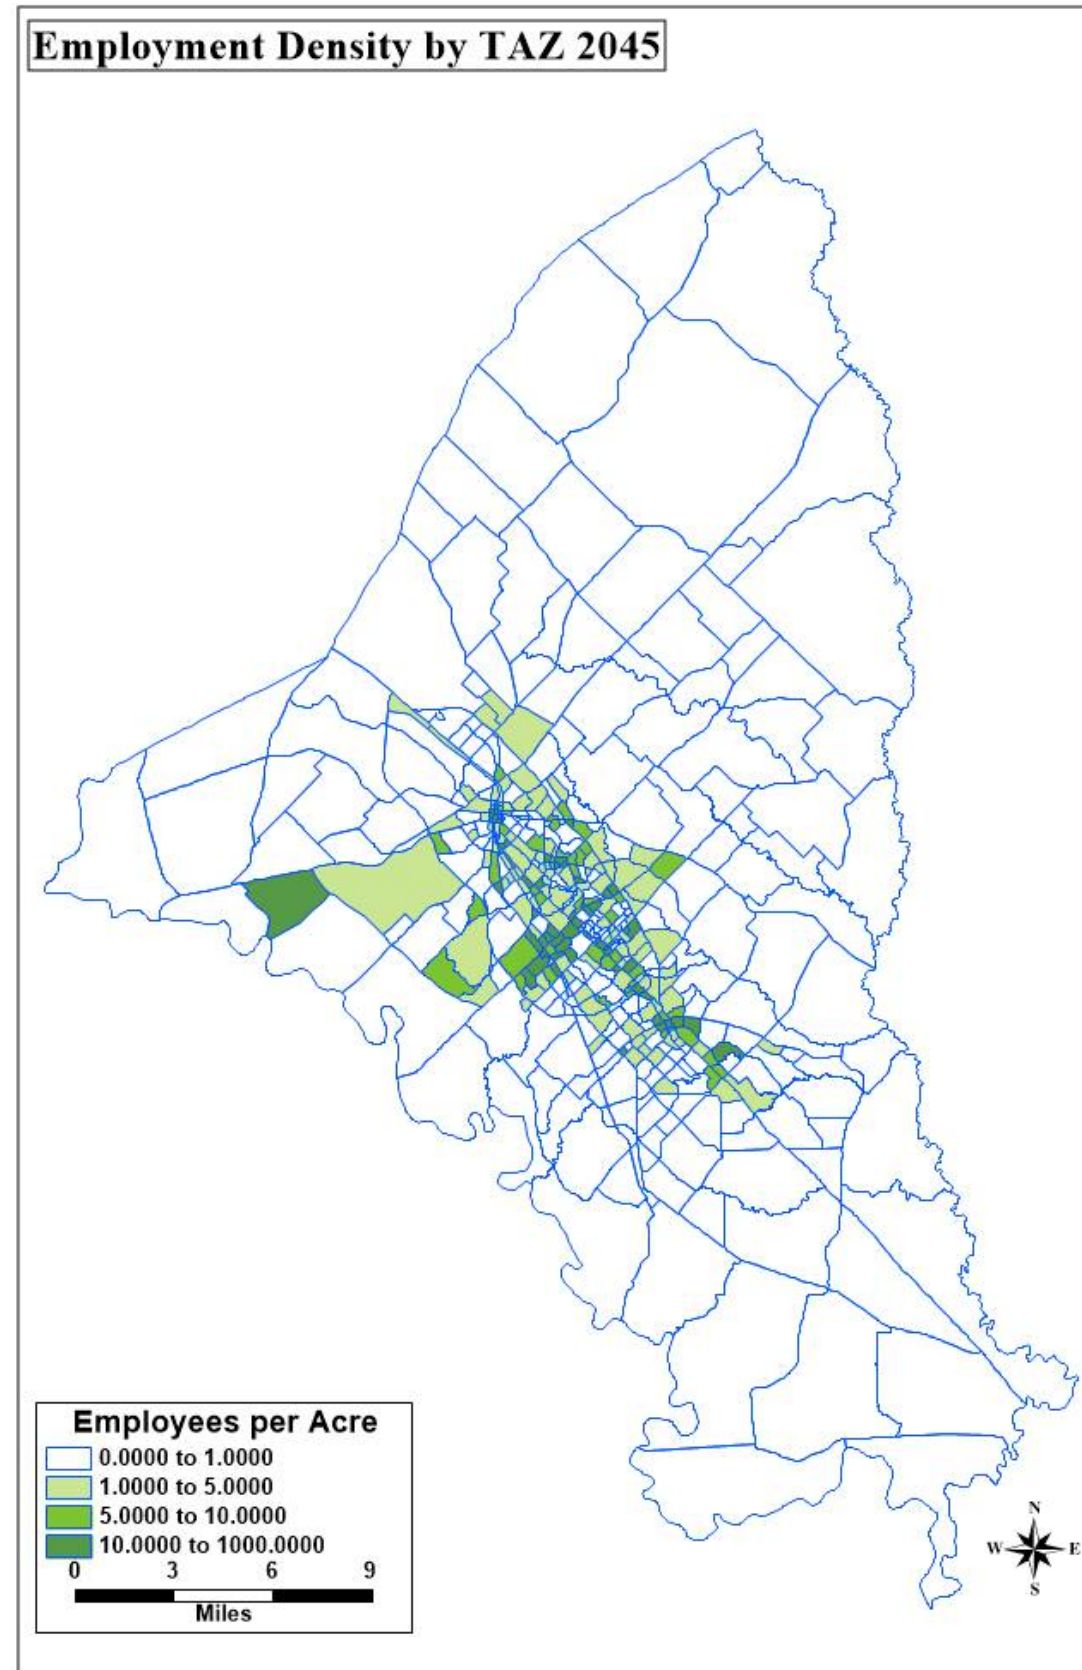 Employment Density by TAZ 2045
Employees per Acre
0.0000 to 1.0000
1.0000 to 5.0000
5.0000 to 10.0000
10.0000 to 1000.0000
0 3 6 9
Miles
N
W E
S